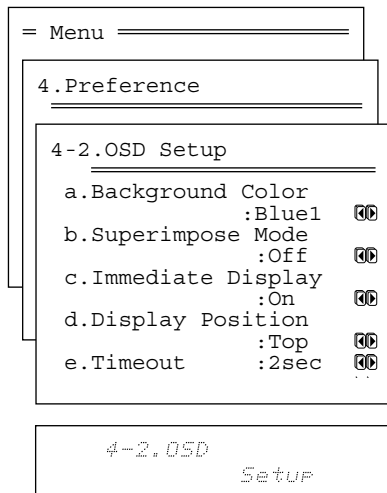 = Menu
4.Preference
4-2.OSD Setup
a.Background Color
:Blue1
b.Superimpose Mode
:Off
c.Immediate Display
:On
d.Display Position
:Top
e.Timeout :2sec
4-2.OSD
Setup